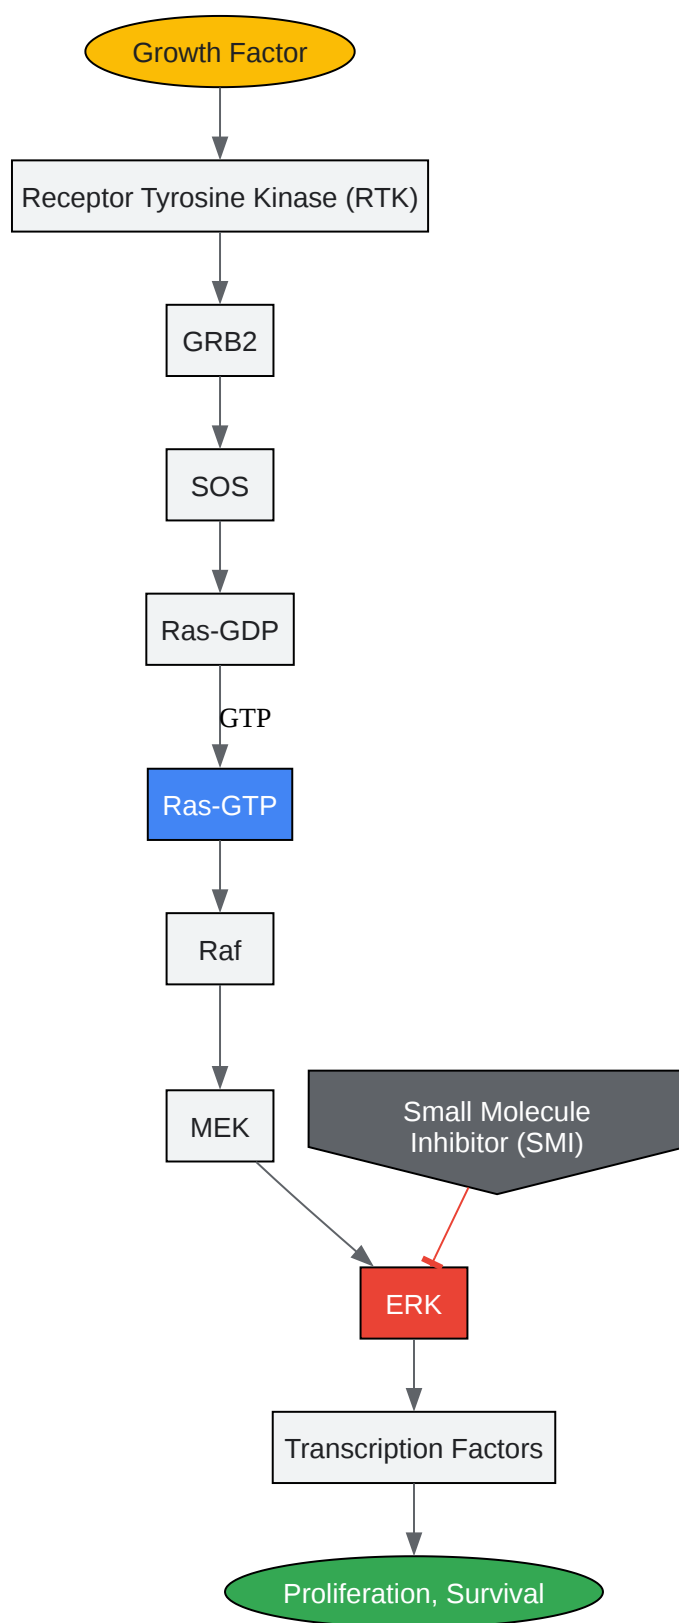 Growth Factor
Receptor Tyrosine Kinase (RTK)
GRB2
SOS
Ras-GDP
GTP
Ras-GTP
Raf
MEK
Small Molecule
Inhibitor (SMI)
ERK
Transcription Factors
Proliferation, Survival